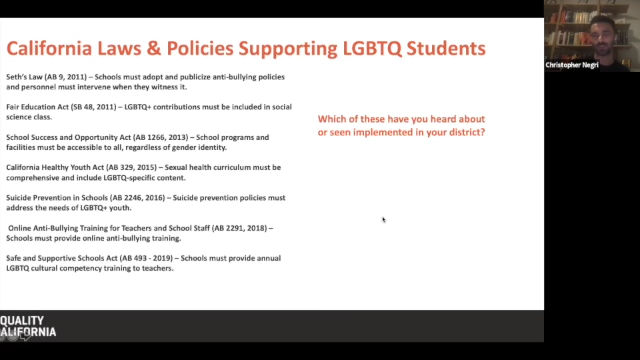 California Laws & Policies Supporting LGBTQ Students
Seth's Law (AB 9, 2011) – Schools must adopt and publicize anti-bullying policies
and personnel must intervene when they witness it.
Fair Education Act (SB 48, 2011) – LGBTQ+ contributions must be included in social
science class.
School Success and Opportunity Act (AB 1266, 2013) – School programs and
facilities must be accessible to all, regardless of gender identity.
California Healthy Youth Act (AB 329, 2015) – Sexual health curriculum must be
comprehensive and include LGBTQ-specific content.
Suicide Prevention in Schools (AB 2246, 2016) – Suicide prevention policies must
address the needs of LGBTQ+ youth.
Online Anti-Bullying Training for Teachers and School Staff (AB 2291, 2018) –
Schools must provide online anti-bullying training.
Safe and Supportive Schools Act (AB 493 - 2019) – Schools must provide annual
LGBTQ cultural competency training to teachers.
Which of these have you heard about
or seen implemented in your district?
Christopher Negri
QUALITY
ALIFORNIA